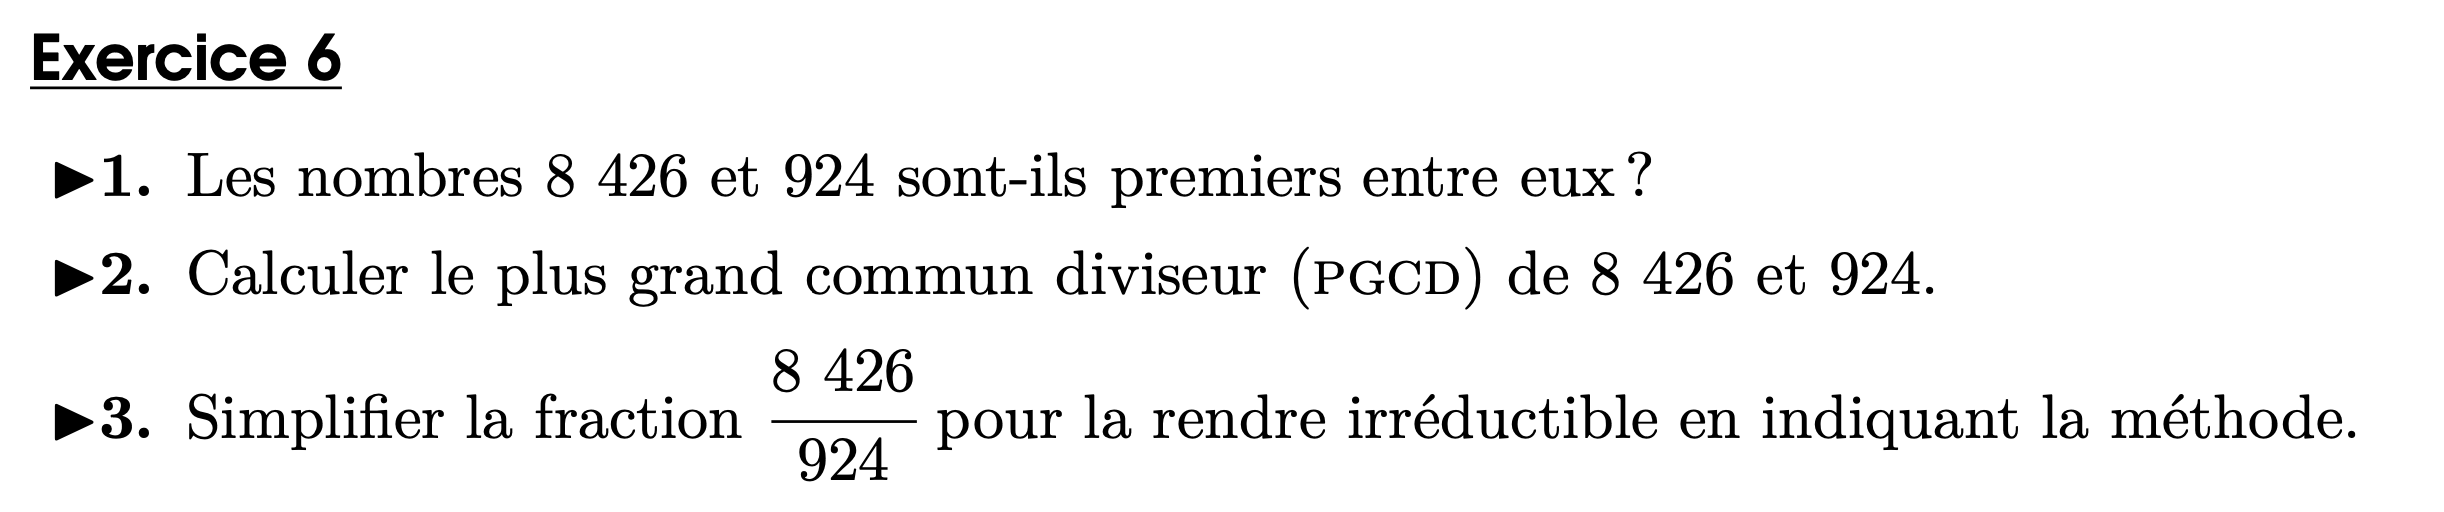 Exercice 6
▶1. Les nombres 8 426 et 924 sont-ils premiers entre eux ?
▶2. Calculer le plus grand commun diviseur (PGCD) de 8 426 et 924.
▶3. Simplifier la fraction 8 426/924 pour la rendre irréductible en indiquant la méthode.